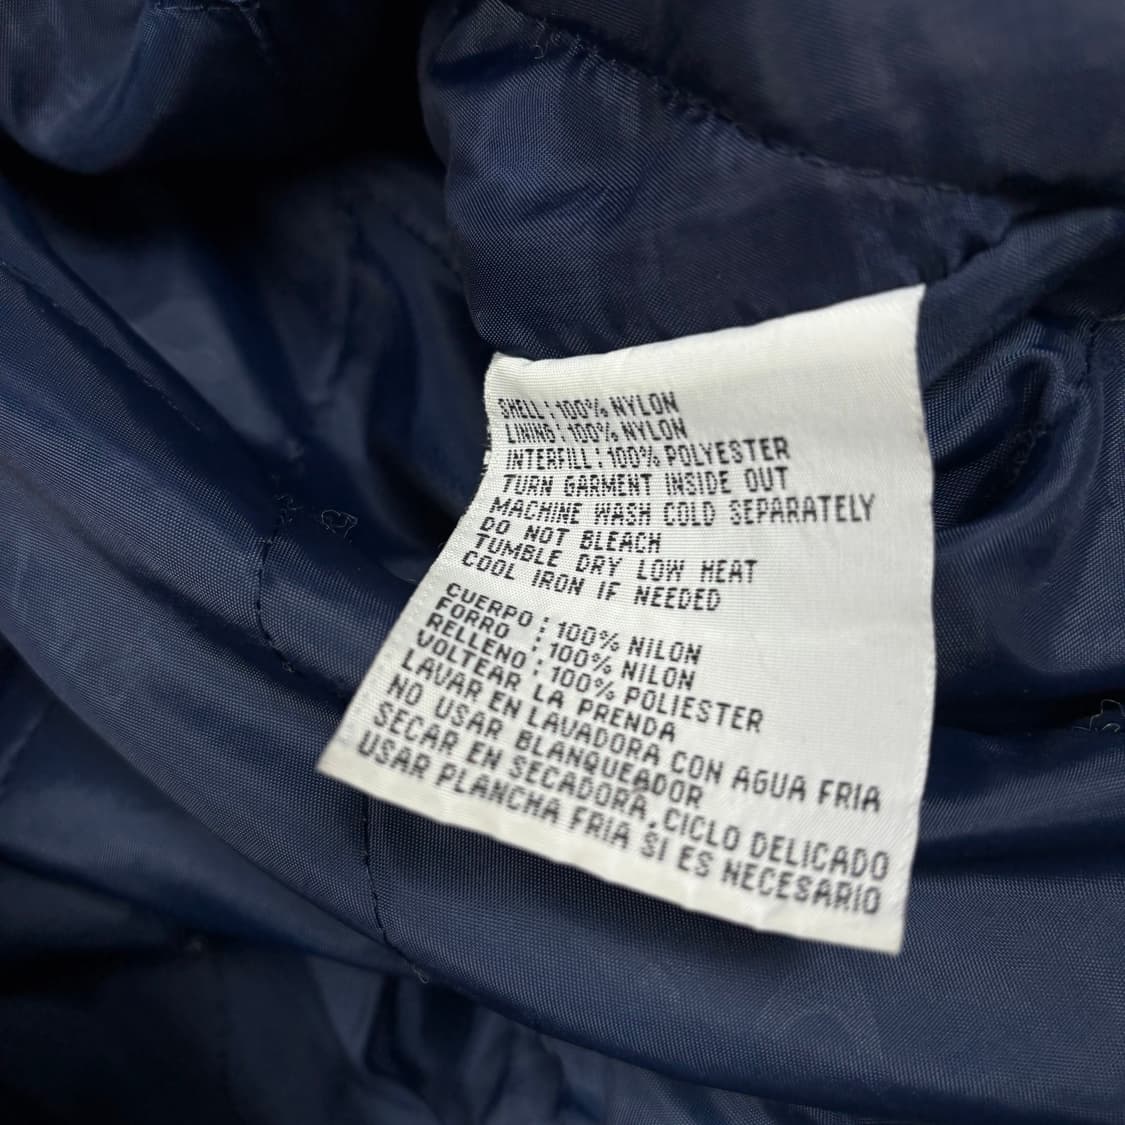 SHELL : 100% NYLON
LINING : 100% NYLON
INTERFILL : 100% POLYESTER
TURN GARMENT INSIDE OUT
MACHINE WASH COLD SEPARATELY
DO NOT BLEACH
TUMBLE DRY LOW HEAT
COOL IRON IF NEEDED
CUERPO : 100% NILON
FORRO : 100% NILON
RELLENO : 100% POLIESTER
VOLTEAR LA PRENDA
LAVAR EN LAVADORA CON AGUA FRIA
NO USAR BLANQUEADOR
SECAR EN SECADORA, CICLO DELICADO
USAR PLANCHA FRIA SI ES NECESARIO